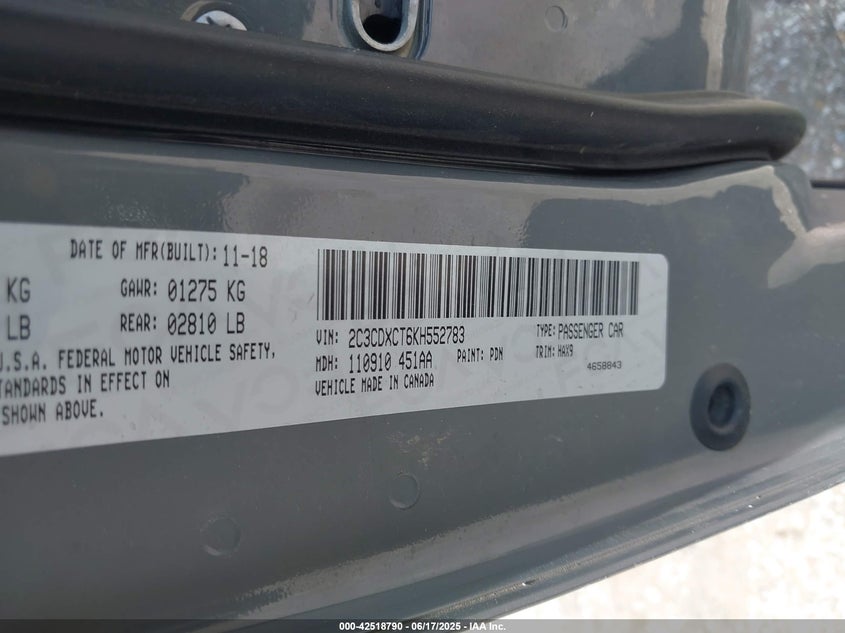 DATE OF MFR(BUILT): 11-18
KG GAWR: 01275 KG
LB REAR: 02810 LB
U.S.A. FEDERAL MOTOR VEHICLE SAFETY,
STANDARDS IN EFFECT ON
SHOWN ABOVE.
VIN: 2C3CDXCT6KH552783 TYPE: PASSENGER CAR
MDH: 110910 451AA PAINT: PDN TRIM: HAX9
VEHICLE MADE IN CANADA 4658843
000-42518790 - 06/17/2025 - © IAA Inc.